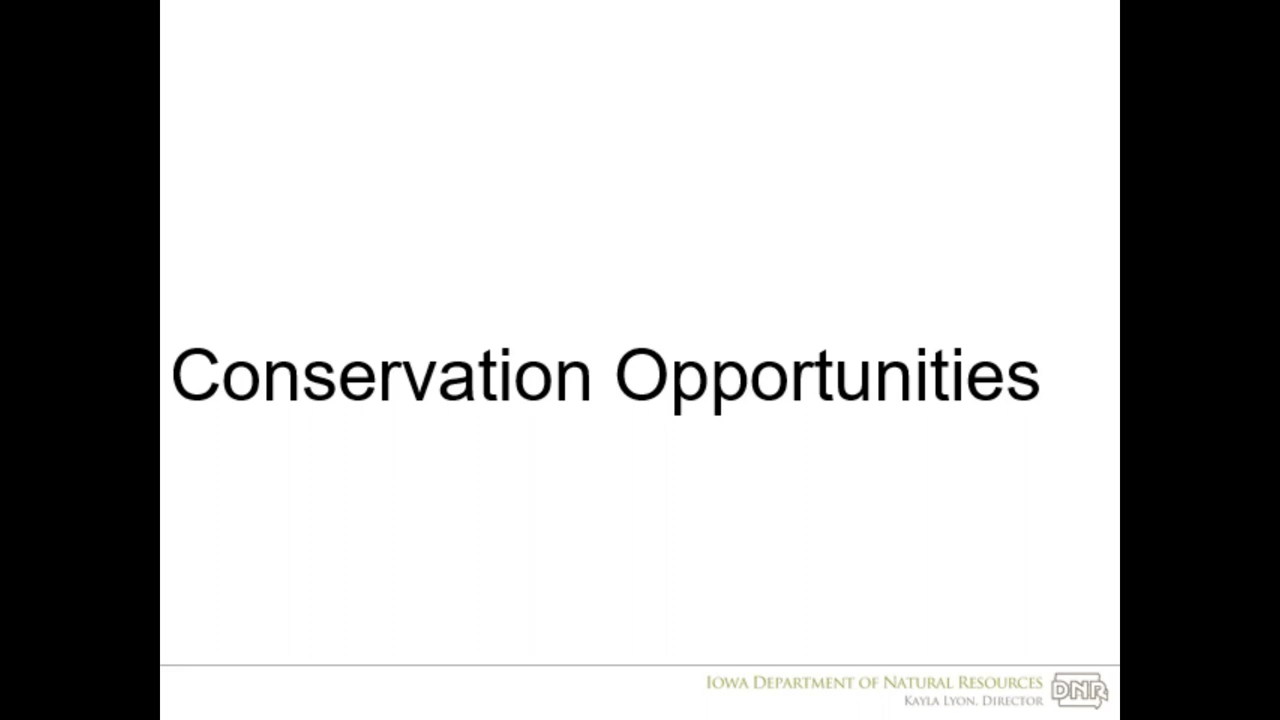 Conservation Opportunities
IOWA DEPARTMENT OF NATURAL RESOURCES
KAYLA LYON, DIRECTOR
DNR